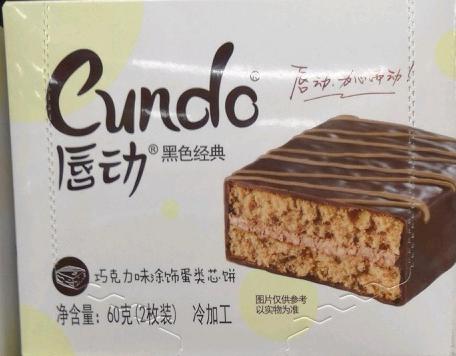 Cundo®
唇动,为心而动!
唇动®黑色经典
巧克力味涂饰蛋类芯饼
净含量:60克(2枚装) 冷加工
图片仅供参考
以实物为准